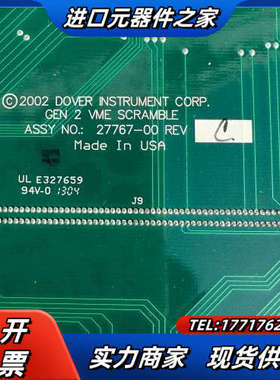 进口元器件之家
©2002 DOVER INSTRUMENT CORP.
GEN 2 VME SCRAMBLE
ASSY NO.: 27767-00 REV C
Made In USA
UL E327659
94V-0 1304
J9
开
票
TEL:1771762
实力商家 现货供